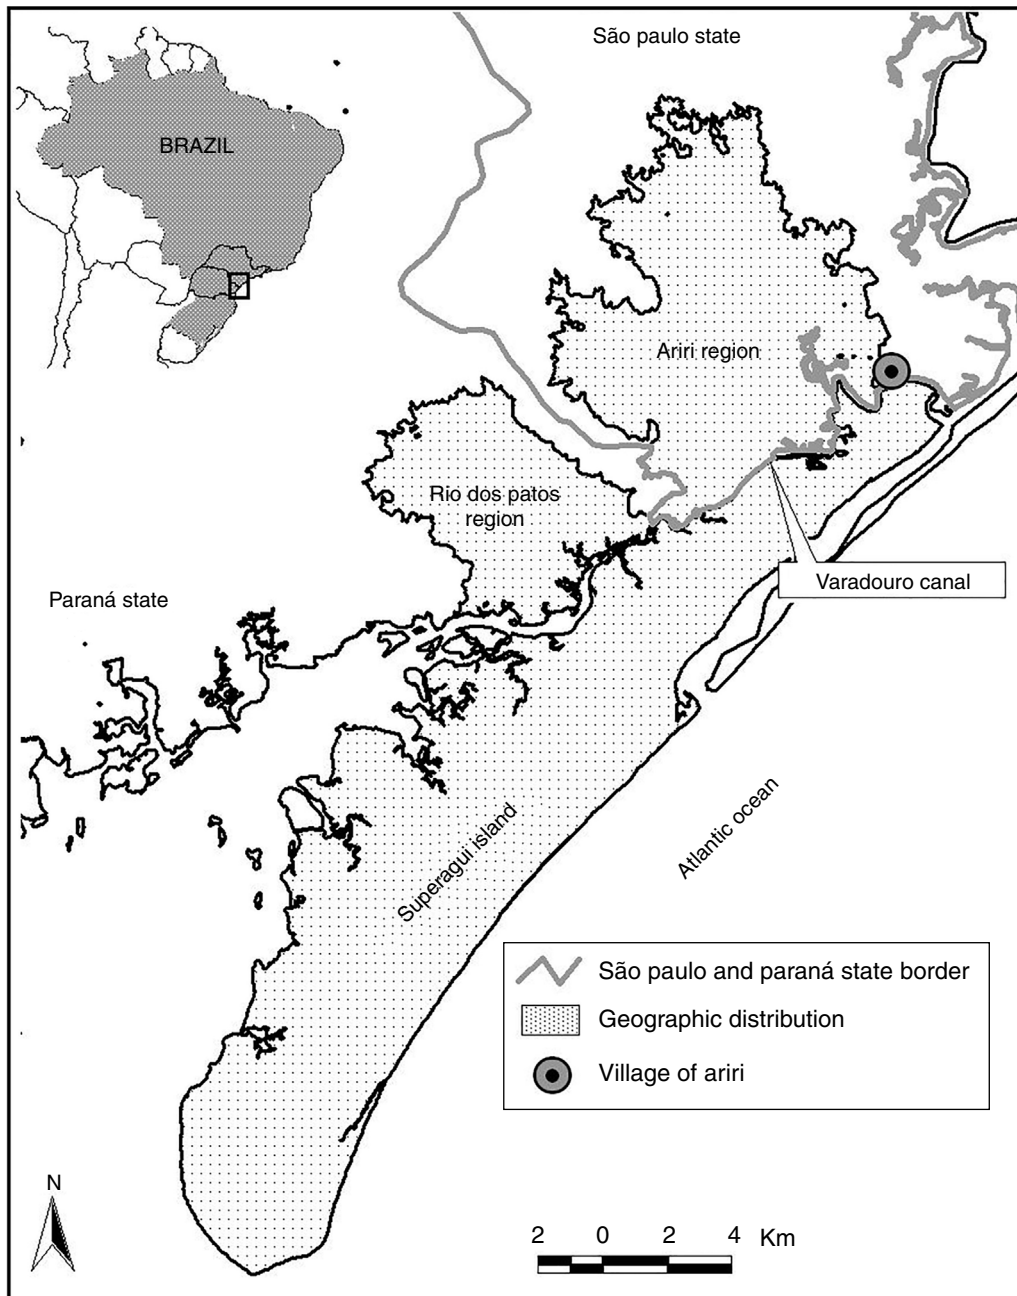 São paulo state
BRAZIL
Ariri region
Rio dos patos
region
Varadouro canal
Paraná state
Superagui island
Atlantic ocean
São paulo and paraná state border
Geographic distribution
Village of ariri
N
2 0 2 4 Km